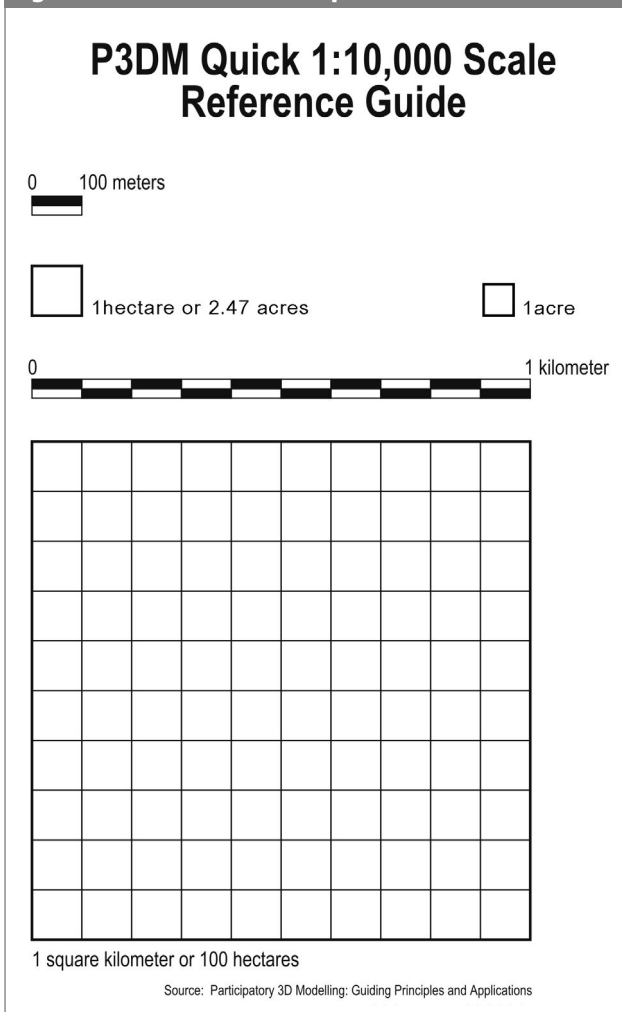 P3DM Quick 1:10,000 Scale
Reference Guide
0 100 meters
1hectare or 2.47 acres
1acre
0 1 kilometer
1 square kilometer or 100 hectares
Source: Participatory 3D Modelling: Guiding Principles and Applications